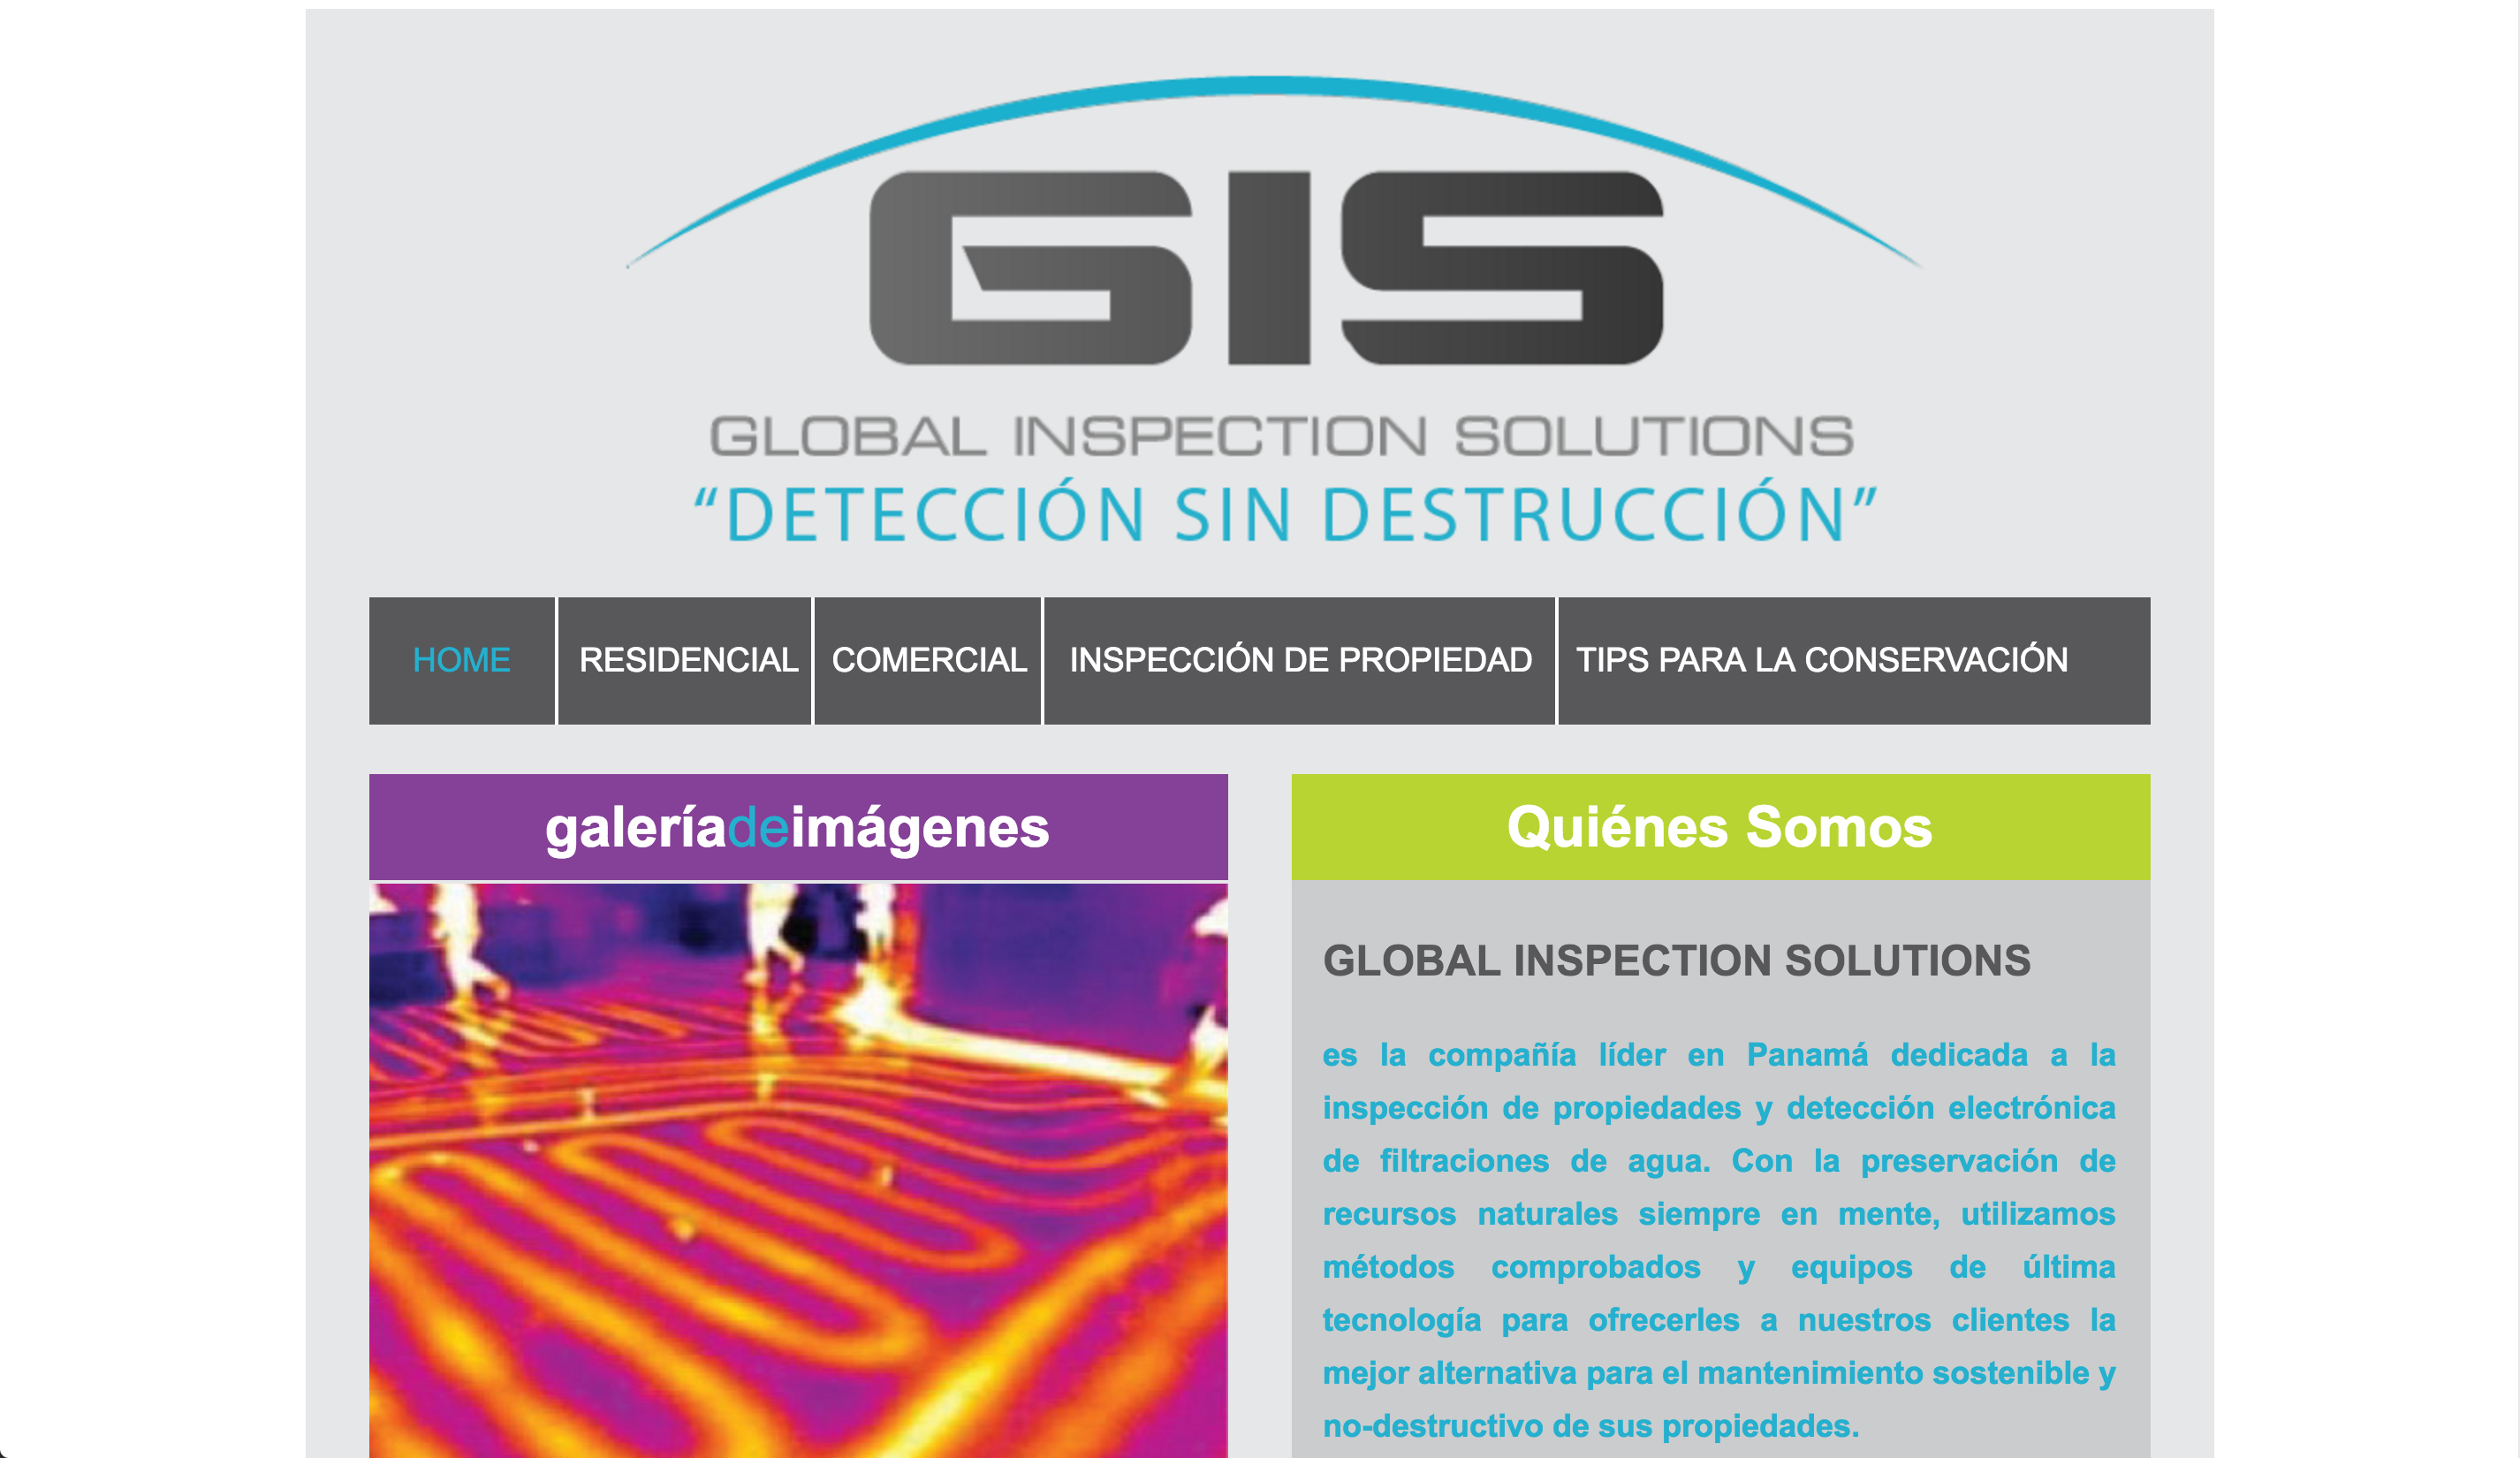 GIS
GLOBAL INSPECTION SOLUTIONS
“DETECCIÓN SIN DESTRUCCIÓN”
HOME RESIDENCIAL COMERCIAL INSPECCIÓN DE PROPIEDAD TIPS PARA LA CONSERVACIÓN
galeríadeimágenes
Quiénes Somos
GLOBAL INSPECTION SOLUTIONS
es la compañía líder en Panamá dedicada a la
inspección de propiedades y detección electrónica
de filtraciones de agua. Con la preservación de
recursos naturales siempre en mente, utilizamos
métodos comprobados y equipos de última
tecnología para ofrecerles a nuestros clientes la
mejor alternativa para el mantenimiento sostenible y
no-destructivo de sus propiedades.